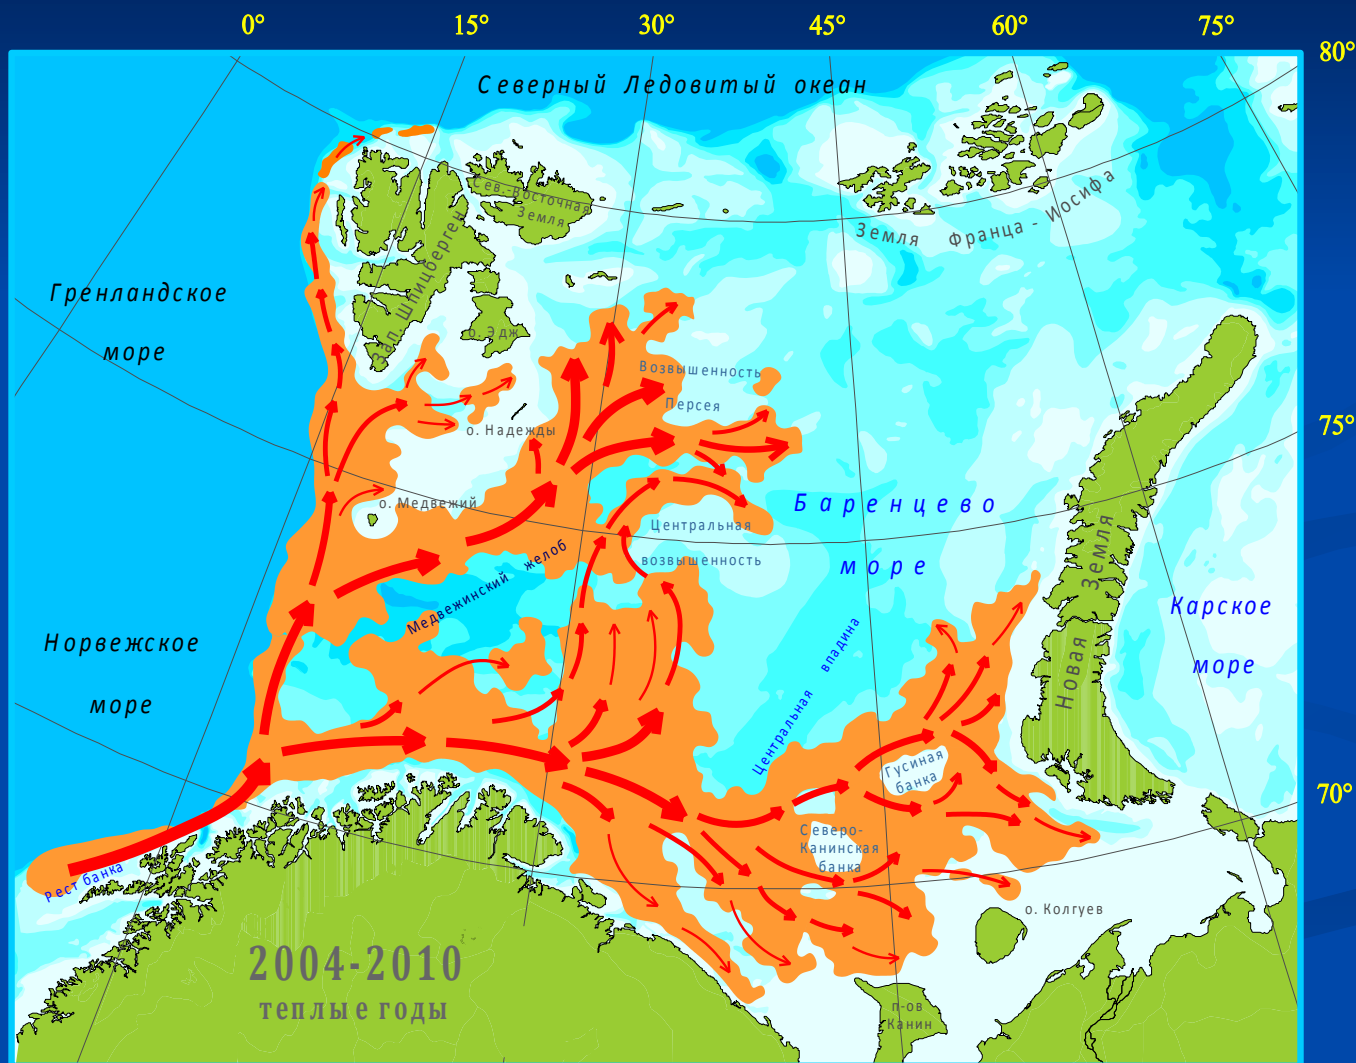 0° 15° 30° 45° 60° 75°
80°
Северный Ледовитый океан
Сев.-Восточная
Земля
Земля Франца - Иосифа
Зап. Шпицберген
Гренландское
море
о. Эдж
Возвышенность
Персея
75°
о. Надежды
о. Медвежий
Баренцево
море
Центральная
возвышенность
Медвежинский желоб
Новая Земля
Карское
море
Норвежское
море
Центральная впадина
Гусиная
банка
70°
Северо-
Канинская
банка
Рест банка
о. Колгуев
2004-2010
теплые годы
п-ов
Канин